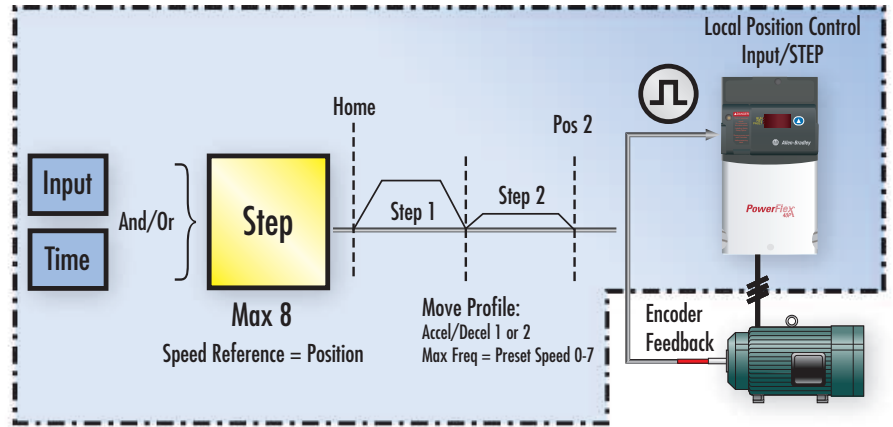 Local Position Control
Input/STEP
Home
Pos 2
Input
Time
And/Or
Step
Step 1
Step 2
Max 8
Speed Reference = Position
Move Profile:
Accel/Decel 1 or 2
Max Freq = Preset Speed 0-7
Encoder
Feedback
Allen-Bradley
PowerFlex